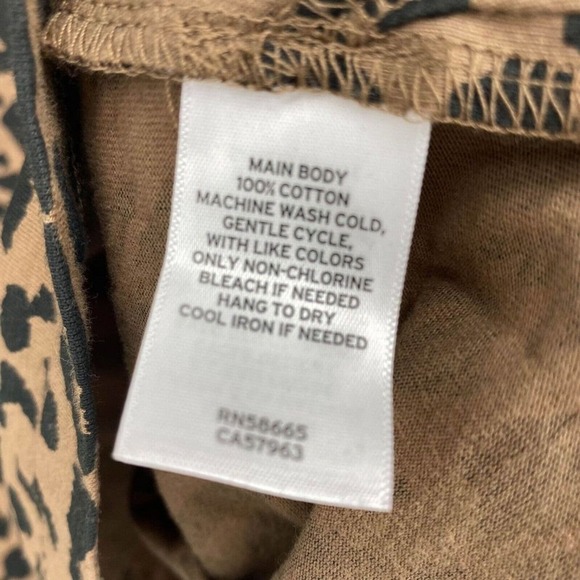 MAIN BODY
100% COTTON
MACHINE WASH COLD,
GENTLE CYCLE,
WITH LIKE COLORS
ONLY NON-CHLORINE
BLEACH IF NEEDED
HANG TO DRY
COOL IRON IF NEEDED
RN58665
CA57963